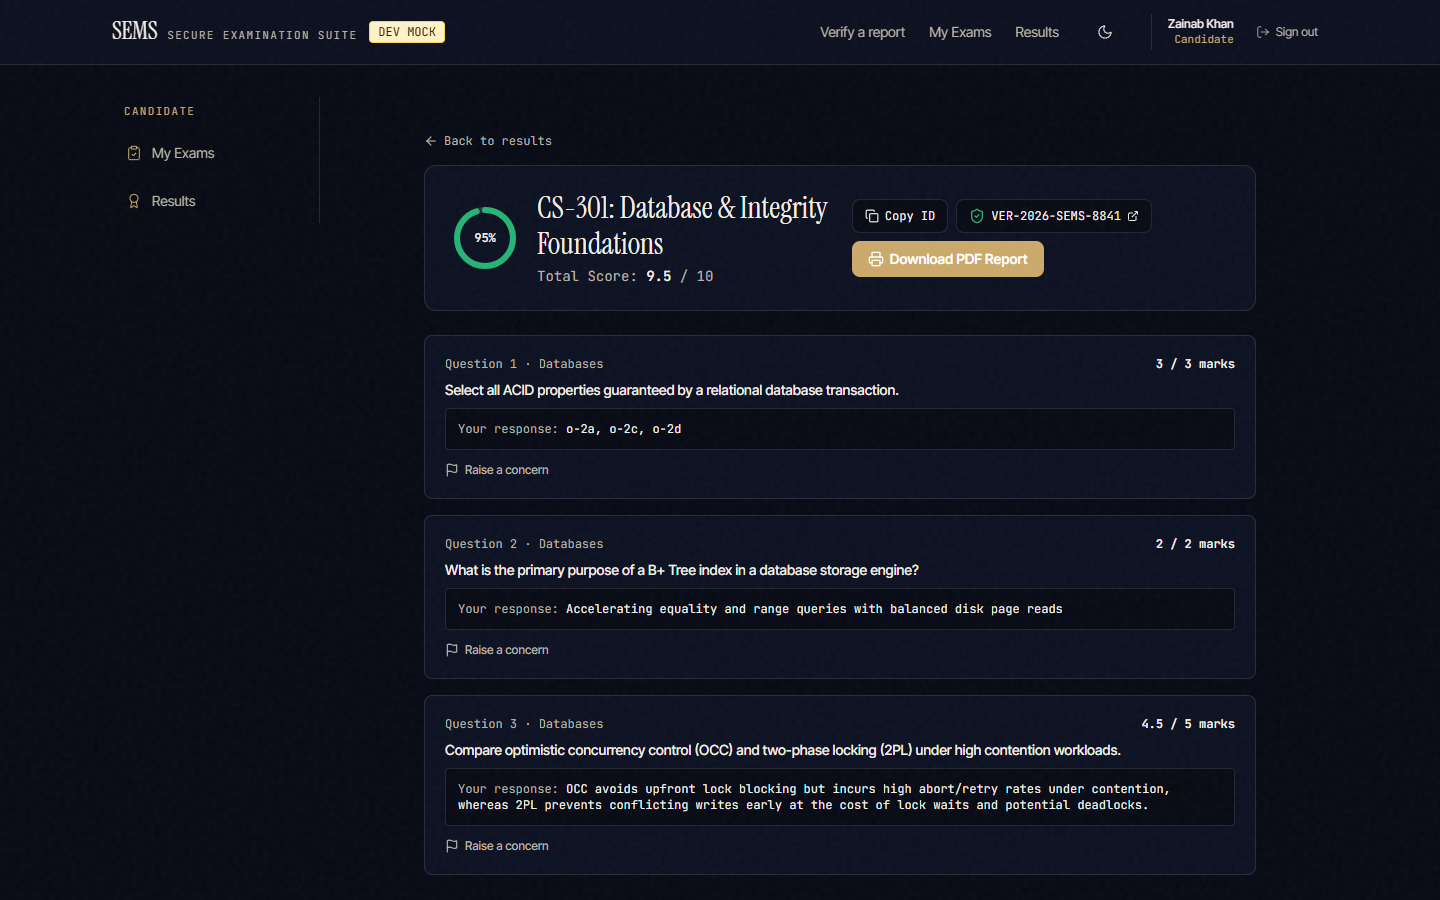 SEMS SECURE EXAMINATION SUITE DEV MOCK
Verify a report My Exams Results
Zainab Khan
Candidate
Sign out
CANDIDATE
My Exams
Results
Back to results
95%
CS-301: Database & Integrity
Foundations
Total Score: 9.5 / 10
Copy ID
VER-2026-SEMS-8841
Download PDF Report
Question 1 · Databases
3 / 3 marks
Select all ACID properties guaranteed by a relational database transaction.
Your response: o-2a, o-2c, o-2d
Raise a concern
Question 2 · Databases
2 / 2 marks
What is the primary purpose of a B+ Tree index in a database storage engine?
Your response: Accelerating equality and range queries with balanced disk page reads
Raise a concern
Question 3 · Databases
4.5 / 5 marks
Compare optimistic concurrency control (OCC) and two-phase locking (2PL) under high contention workloads.
Your response: OCC avoids upfront lock blocking but incurs high abort/retry rates under contention,
whereas 2PL prevents conflicting writes early at the cost of lock waits and potential deadlocks.
Raise a concern